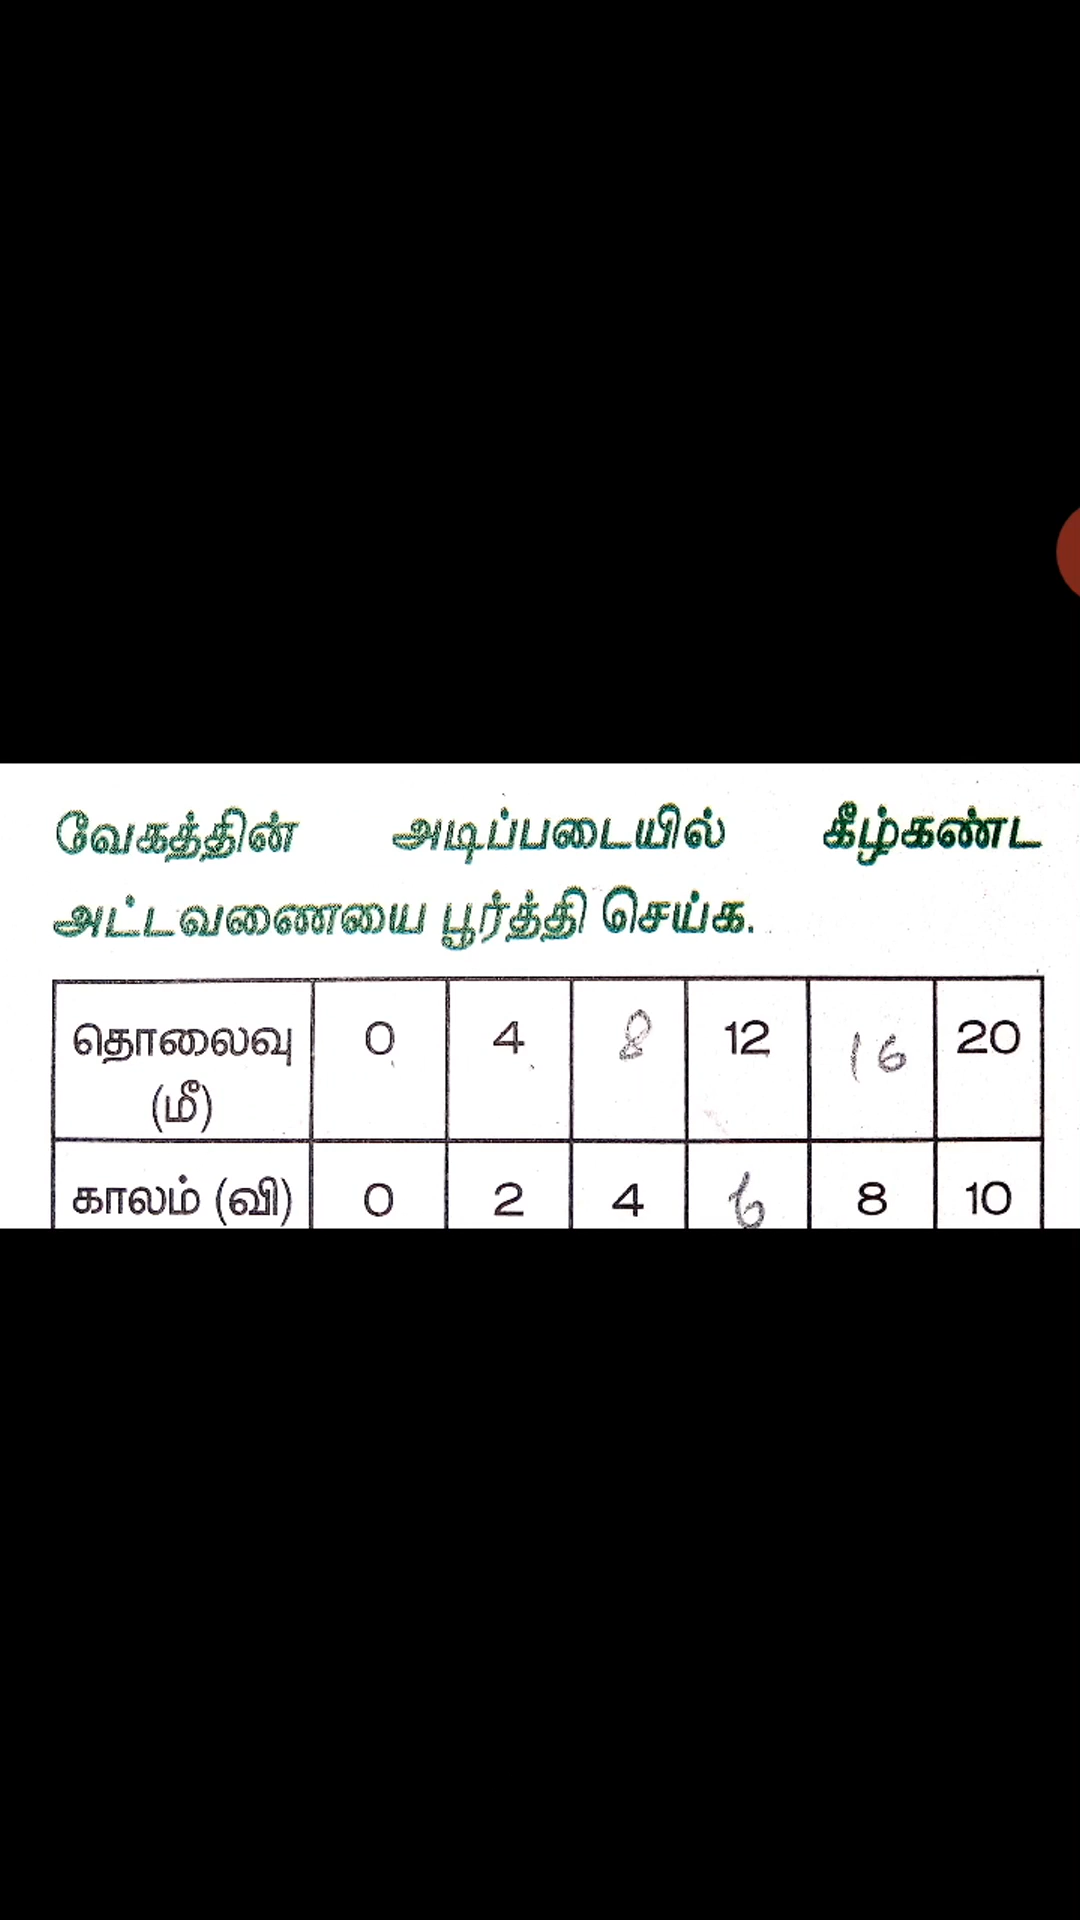 வேகத்தின் அடிப்படையில் கீழ்கண்ட
அட்டவணையை பூர்த்தி செய்க.
தொலைவு (மீ) 0 4 8 12 16 20
காலம் (வி) 0 2 4 6 8 10